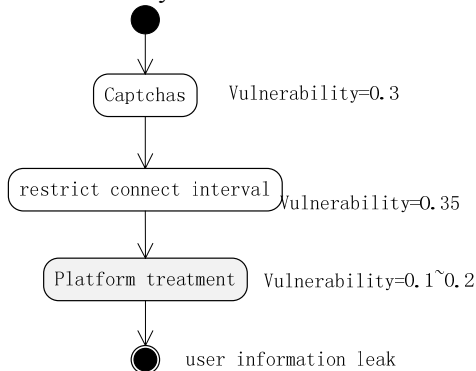 Captchas
Vulnerability=0.3
restrict connect interval
Vulnerability=0.35
Platform treatment
Vulnerability=0.1~0.2
user information leak